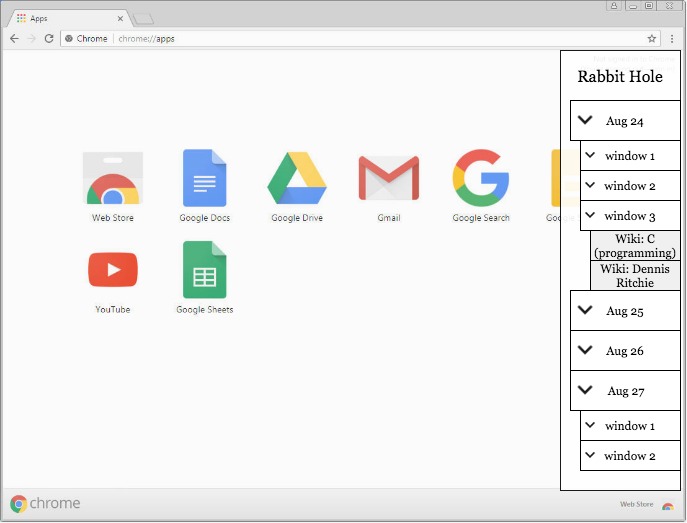 Apps
Chrome | chrome://apps
Rabbit Hole
Aug 24
window 1
window 2
window 3
Wiki: C
(programming)
Wiki: Dennis
Ritchie
Aug 25
Aug 26
Aug 27
window 1
window 2
Web Store Google Docs Google Drive Gmail Google Search
YouTube Google Sheets
chrome
Web Store